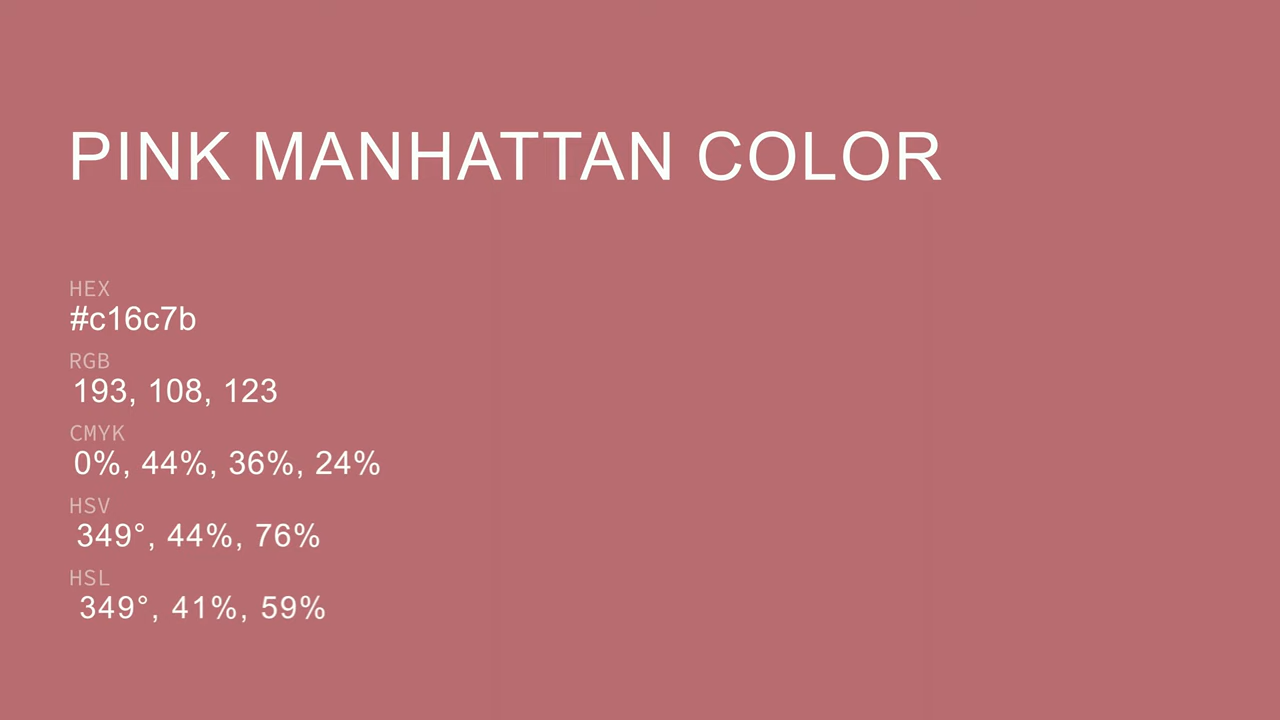 PINK MANHATTAN COLOR
HEX
#c16c7b
RGB
193, 108, 123
CMYK
0%, 44%, 36%, 24%
HSV
349°, 44%, 76%
HSL
349°, 41%, 59%